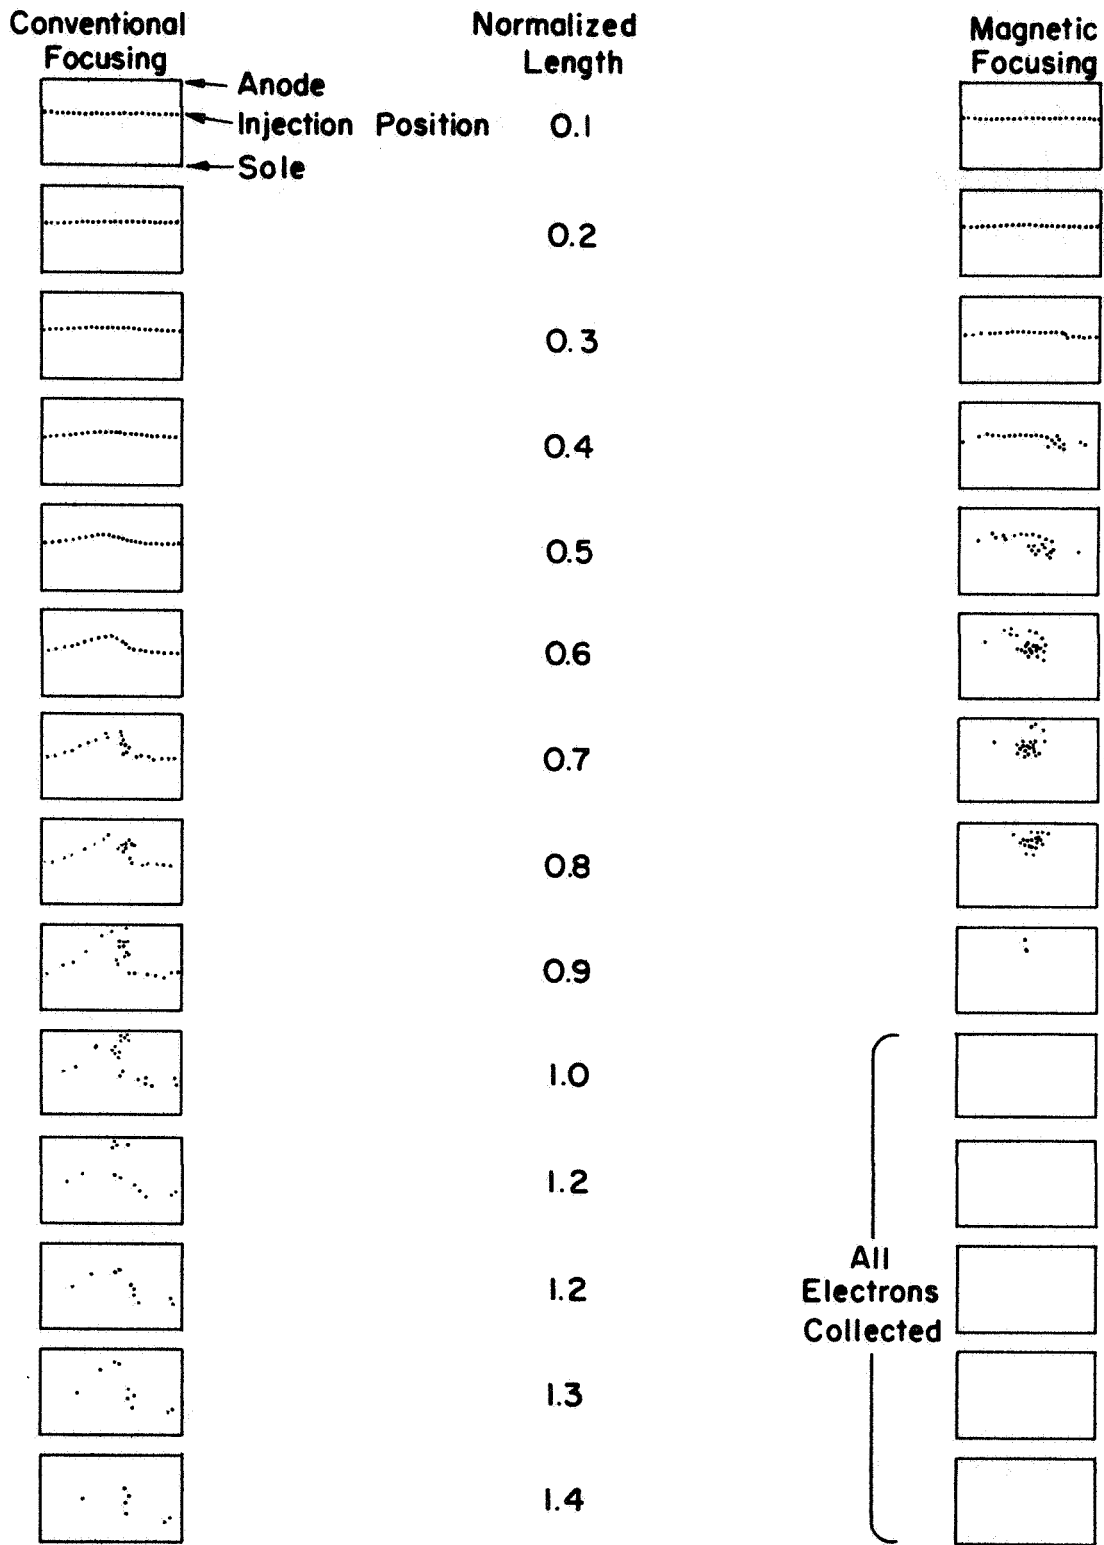 Conventional
Focusing
Normalized
Length
Magnetic
Focusing
Anode
Injection Position
Sole
0.1
0.2
0.3
0.4
0.5
0.6
0.7
0.8
0.9
1.0
1.2
1.2
1.3
1.4
All
Electrons
Collected